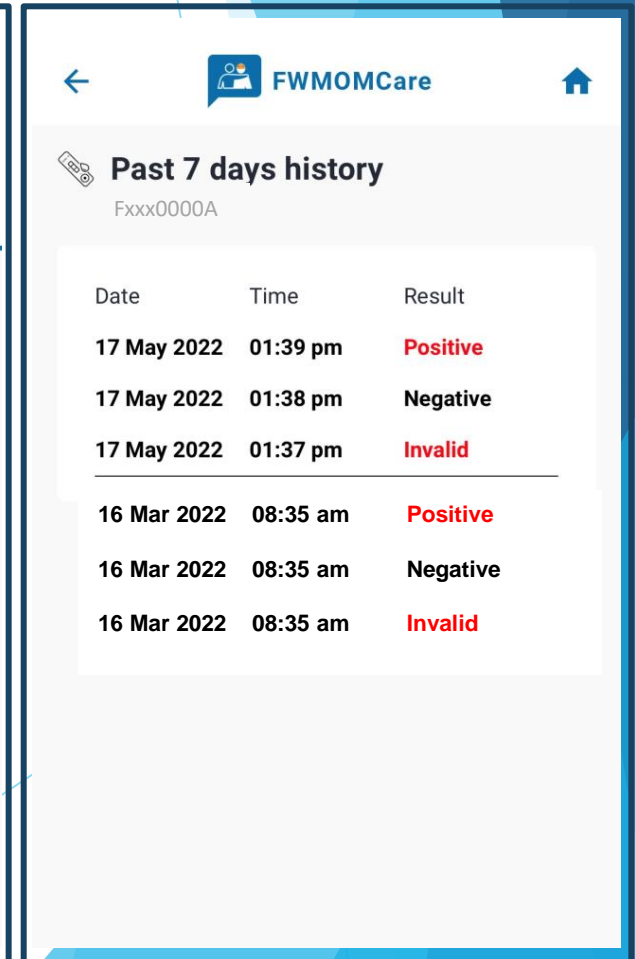 FWMOMCare
Past 7 days history
Fxxx0000A
Date Time Result
17 May 2022 01:39 pm Positive
17 May 2022 01:38 pm Negative
17 May 2022 01:37 pm Invalid
16 Mar 2022 08:35 am Positive
16 Mar 2022 08:35 am Negative
16 Mar 2022 08:35 am Invalid